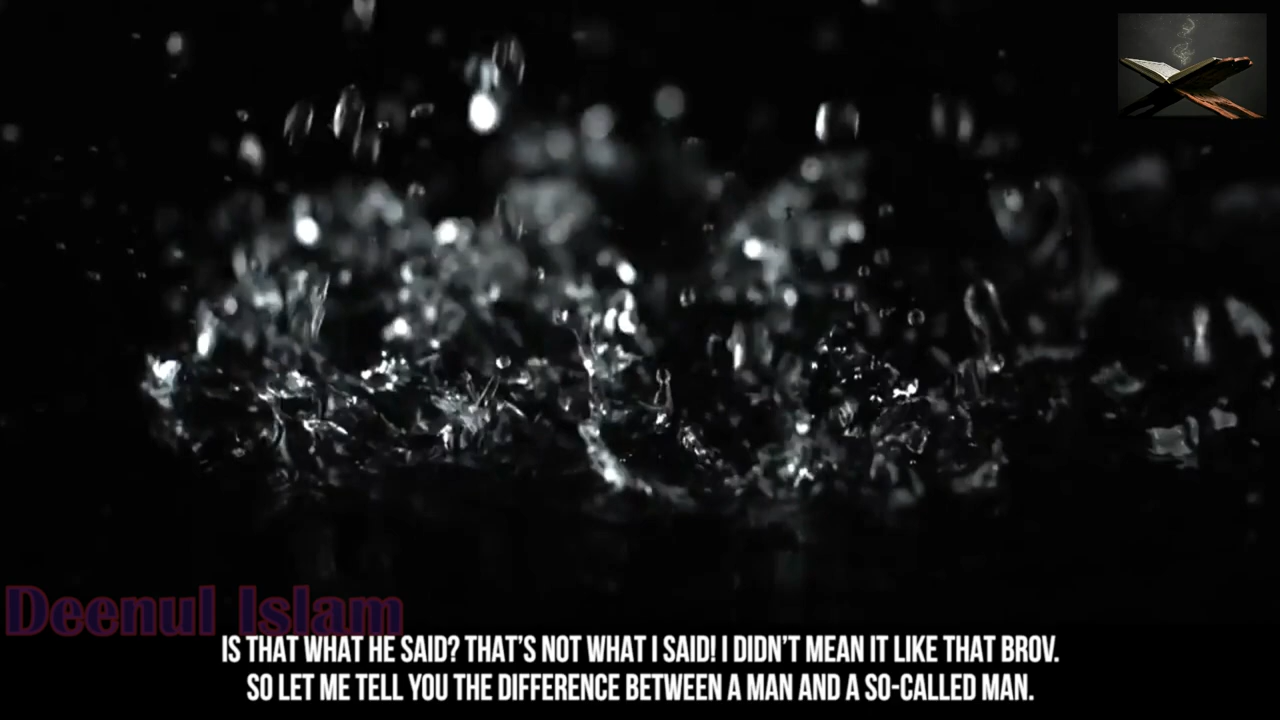 Deenul Islam
IS THAT WHAT HE SAID? THAT'S NOT WHAT I SAID! I DIDN'T MEAN IT LIKE THAT BROV.
SO LET ME TELL YOU THE DIFFERENCE BETWEEN A MAN AND A SO-CALLED MAN.